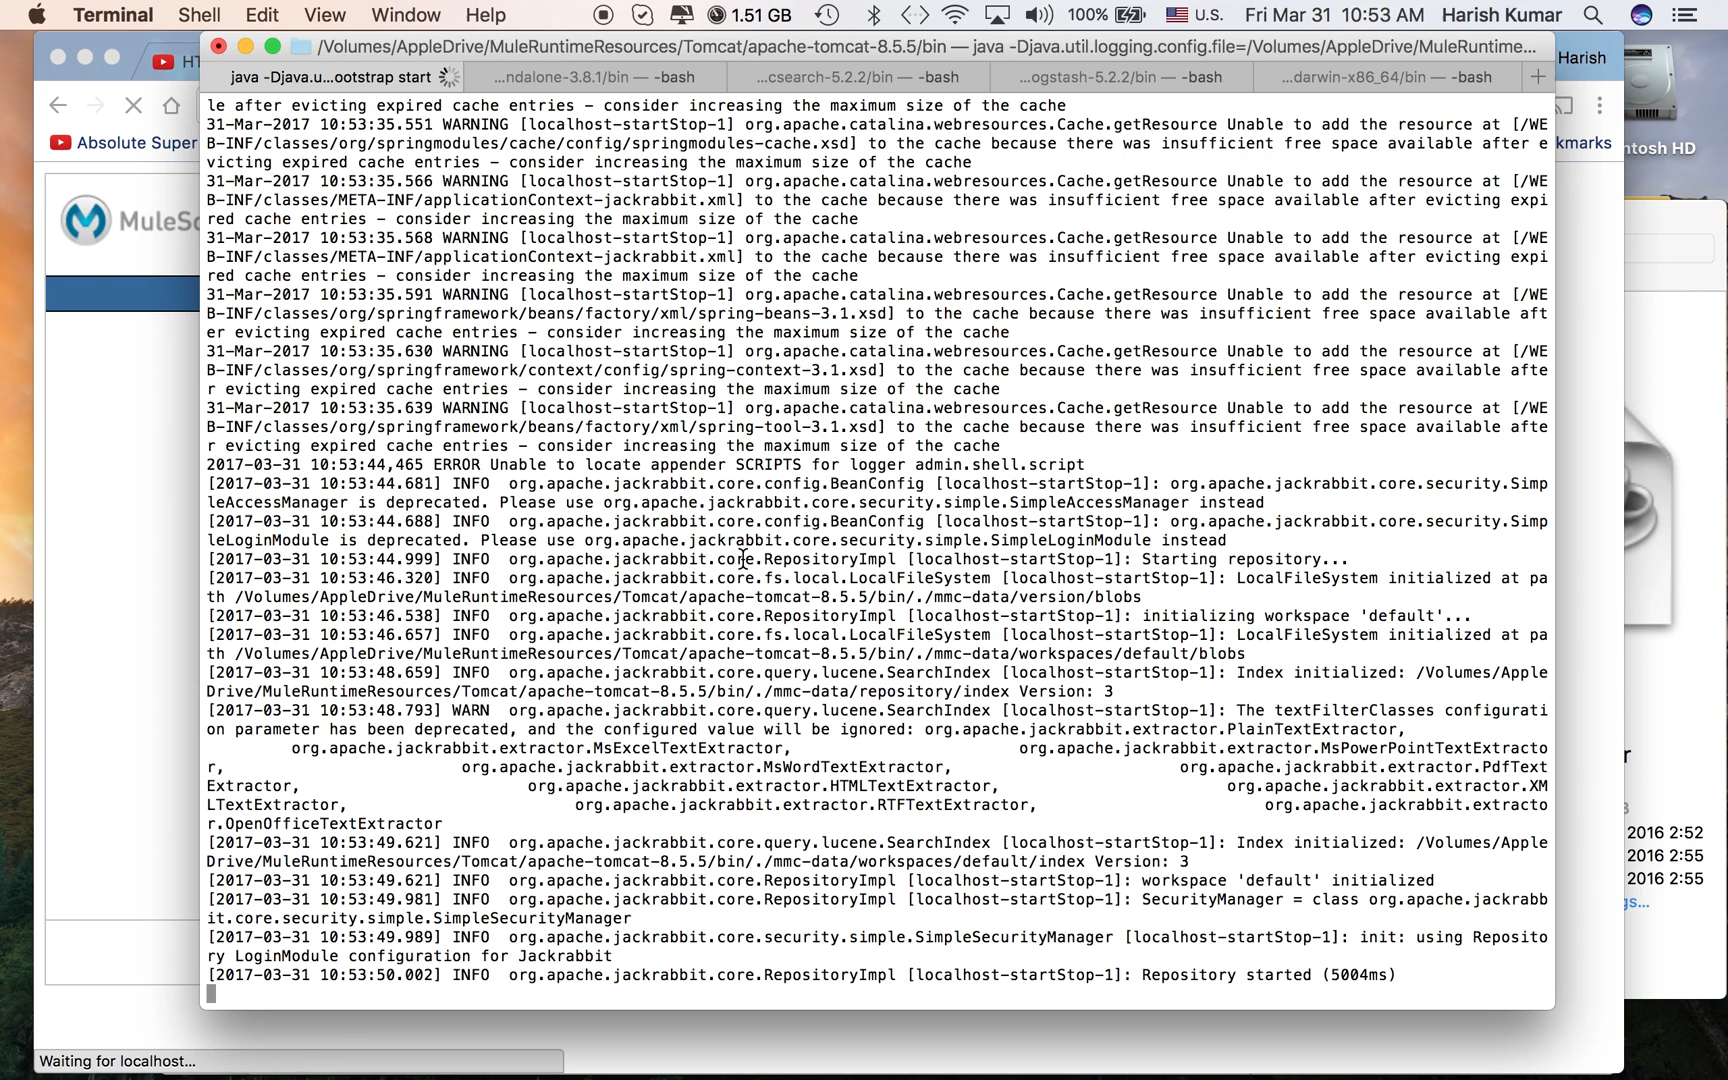 Terminal Shell Edit View Window Help 1.51 GB 100% U.S. Fri Mar 31 10:53 AM Harish Kumar
/Volumes/AppleDrive/MuleRuntimeResources/Tomcat/apache-tomcat-8.5.5/bin — java -Djava.util.logging.config.file=/Volumes/AppleDrive/MuleRuntime...
Harish
java -Djava.u...ootstrap start ...ndalone-3.8.1/bin — -bash ...csearch-5.2.2/bin — -bash ...ogstash-5.2.2/bin — -bash ...darwin-x86_64/bin — -bash +
le after evicting expired cache entries - consider increasing the maximum size of the cache
31-Mar-2017 10:53:35.551 WARNING [localhost-startStop-1] org.apache.catalina.webresources.Cache.getResource Unable to add the resource at [/WE
B-INF/classes/org/springmodules/cache/config/springmodules-cache.xsd] to the cache because there was insufficient free space available after e
victing expired cache entries - consider increasing the maximum size of the cache
31-Mar-2017 10:53:35.566 WARNING [localhost-startStop-1] org.apache.catalina.webresources.Cache.getResource Unable to add the resource at [/WE
B-INF/classes/META-INF/applicationContext-jackrabbit.xml] to the cache because there was insufficient free space available after evicting expi
red cache entries - consider increasing the maximum size of the cache
31-Mar-2017 10:53:35.568 WARNING [localhost-startStop-1] org.apache.catalina.webresources.Cache.getResource Unable to add the resource at [/WE
B-INF/classes/META-INF/applicationContext-jackrabbit.xml] to the cache because there was insufficient free space available after evicting expi
red cache entries - consider increasing the maximum size of the cache
31-Mar-2017 10:53:35.591 WARNING [localhost-startStop-1] org.apache.catalina.webresources.Cache.getResource Unable to add the resource at [/WE
B-INF/classes/org/springframework/beans/factory/xml/spring-beans-3.1.xsd] to the cache because there was insufficient free space available aft
er evicting expired cache entries - consider increasing the maximum size of the cache
31-Mar-2017 10:53:35.630 WARNING [localhost-startStop-1] org.apache.catalina.webresources.Cache.getResource Unable to add the resource at [/WE
B-INF/classes/org/springframework/context/config/spring-context-3.1.xsd] to the cache because there was insufficient free space available afte
r evicting expired cache entries - consider increasing the maximum size of the cache
31-Mar-2017 10:53:35.639 WARNING [localhost-startStop-1] org.apache.catalina.webresources.Cache.getResource Unable to add the resource at [/WE
B-INF/classes/org/springframework/beans/factory/xml/spring-tool-3.1.xsd] to the cache because there was insufficient free space available afte
r evicting expired cache entries - consider increasing the maximum size of the cache
2017-03-31 10:53:44,465 ERROR Unable to locate appender SCRIPTS for logger admin.shell.script
[2017-03-31 10:53:44.681] INFO  org.apache.jackrabbit.core.config.BeanConfig [localhost-startStop-1]: org.apache.jackrabbit.core.security.Simp
leAccessManager is deprecated. Please use org.apache.jackrabbit.core.security.simple.SimpleAccessManager instead
[2017-03-31 10:53:44.688] INFO  org.apache.jackrabbit.core.config.BeanConfig [localhost-startStop-1]: org.apache.jackrabbit.core.security.Simp
leLoginModule is deprecated. Please use org.apache.jackrabbit.core.security.simple.SimpleLoginModule instead
[2017-03-31 10:53:44.999] INFO  org.apache.jackrabbit.core.RepositoryImpl [localhost-startStop-1]: Starting repository...
[2017-03-31 10:53:46.320] INFO  org.apache.jackrabbit.core.fs.local.LocalFileSystem [localhost-startStop-1]: LocalFileSystem initialized at pa
th /Volumes/AppleDrive/MuleRuntimeResources/Tomcat/apache-tomcat-8.5.5/bin/./mmc-data/version/blobs
[2017-03-31 10:53:46.538] INFO  org.apache.jackrabbit.core.RepositoryImpl [localhost-startStop-1]: initializing workspace 'default'...
[2017-03-31 10:53:46.657] INFO  org.apache.jackrabbit.core.fs.local.LocalFileSystem [localhost-startStop-1]: LocalFileSystem initialized at pa
th /Volumes/AppleDrive/MuleRuntimeResources/Tomcat/apache-tomcat-8.5.5/bin/./mmc-data/workspaces/default/blobs
[2017-03-31 10:53:48.659] INFO  org.apache.jackrabbit.core.query.lucene.SearchIndex [localhost-startStop-1]: Index initialized: /Volumes/Apple
Drive/MuleRuntimeResources/Tomcat/apache-tomcat-8.5.5/bin/./mmc-data/repository/index Version: 3
[2017-03-31 10:53:48.793] WARN  org.apache.jackrabbit.core.query.lucene.SearchIndex [localhost-startStop-1]: The textFilterClasses configurati
on parameter has been deprecated, and the configured value will be ignored: org.apache.jackrabbit.extractor.PlainTextExtractor,
org.apache.jackrabbit.extractor.MsExcelTextExtractor, org.apache.jackrabbit.extractor.MsPowerPointTextExtracto
r, org.apache.jackrabbit.extractor.MsWordTextExtractor, org.apache.jackrabbit.extractor.PdfText
Extractor, org.apache.jackrabbit.extractor.HTMLTextExtractor, org.apache.jackrabbit.extractor.XM
LTextExtractor, org.apache.jackrabbit.extractor.RTFTextExtractor, org.apache.jackrabbit.extracto
r.OpenOfficeTextExtractor
[2017-03-31 10:53:49.621] INFO  org.apache.jackrabbit.core.query.lucene.SearchIndex [localhost-startStop-1]: Index initialized: /Volumes/Apple
Drive/MuleRuntimeResources/Tomcat/apache-tomcat-8.5.5/bin/./mmc-data/workspaces/default/index Version: 3
[2017-03-31 10:53:49.621] INFO  org.apache.jackrabbit.core.RepositoryImpl [localhost-startStop-1]: workspace 'default' initialized
[2017-03-31 10:53:49.981] INFO  org.apache.jackrabbit.core.RepositoryImpl [localhost-startStop-1]: SecurityManager = class org.apache.jackrabb
it.core.security.simple.SimpleSecurityManager
[2017-03-31 10:53:49.989] INFO  org.apache.jackrabbit.core.security.simple.SimpleSecurityManager [localhost-startStop-1]: init: using Reposito
ry LoginModule configuration for Jackrabbit
[2017-03-31 10:53:50.002] INFO  org.apache.jackrabbit.core.RepositoryImpl [localhost-startStop-1]: Repository started (5004ms)
HT
Absolute Super
kmarks
MuleSo
Waiting for localhost...
ntosh HD
r
2016 2:52
2016 2:55
2016 2:55
gs...